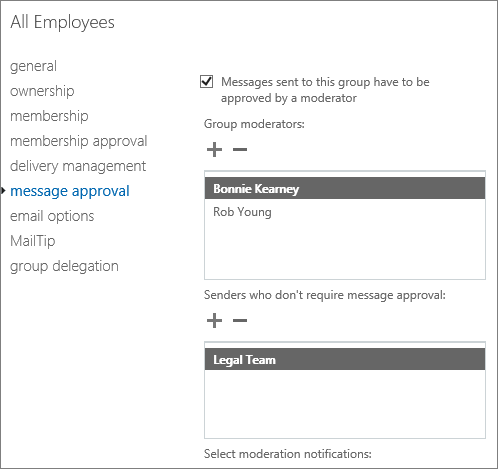 All Employees
general
ownership
membership
membership approval
delivery management
message approval
email options
MailTip
group delegation
Messages sent to this group have to be
approved by a moderator
Group moderators:
Bonnie Kearney
Rob Young
Senders who don't require message approval:
Legal Team
Select moderation notifications: